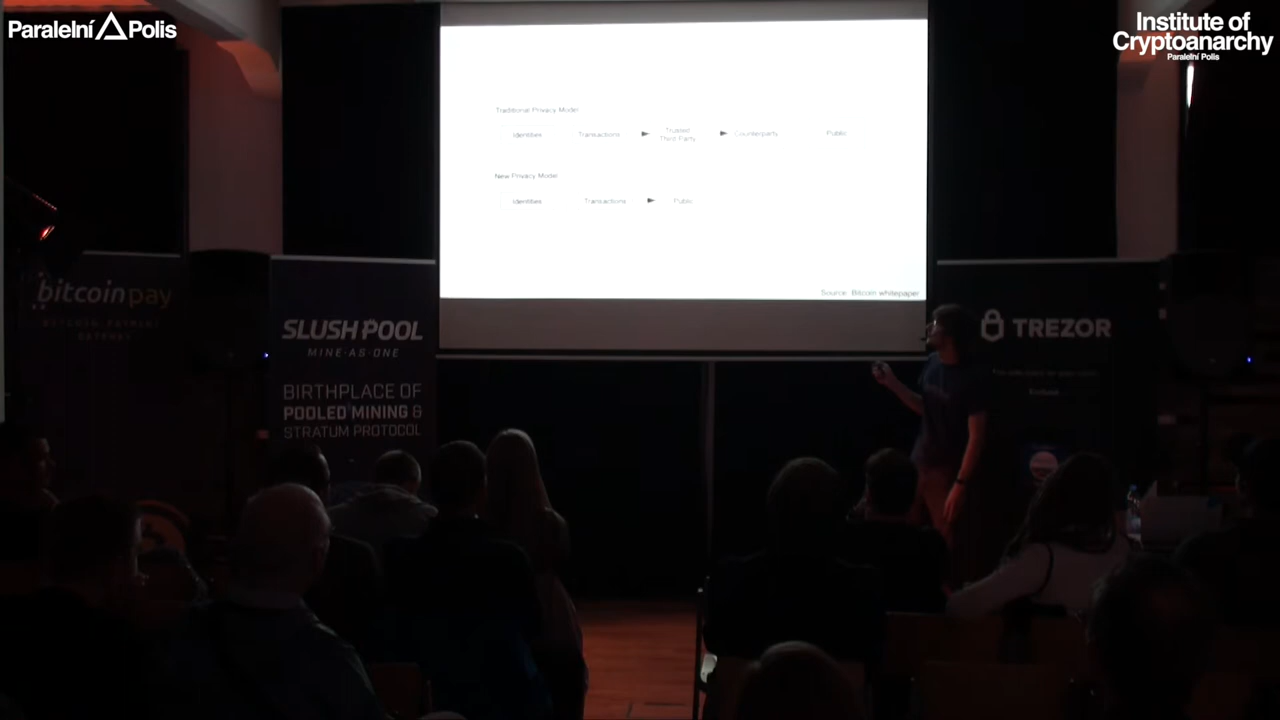 Paralelní Polis
Institute of
Cryptoanarchy
Paralelní Polis
Traditional Privacy Model
Identities Transactions Trusted Third Party Counterparty Public
New Privacy Model
Identities Transactions Public
Source: Bitcoin whitepaper
bitcoinpay
SLUSH POOL
MINE·AS·ONE
BIRTHPLACE OF
POOLED MINING &
STRATUM PROTOCOL
TREZOR